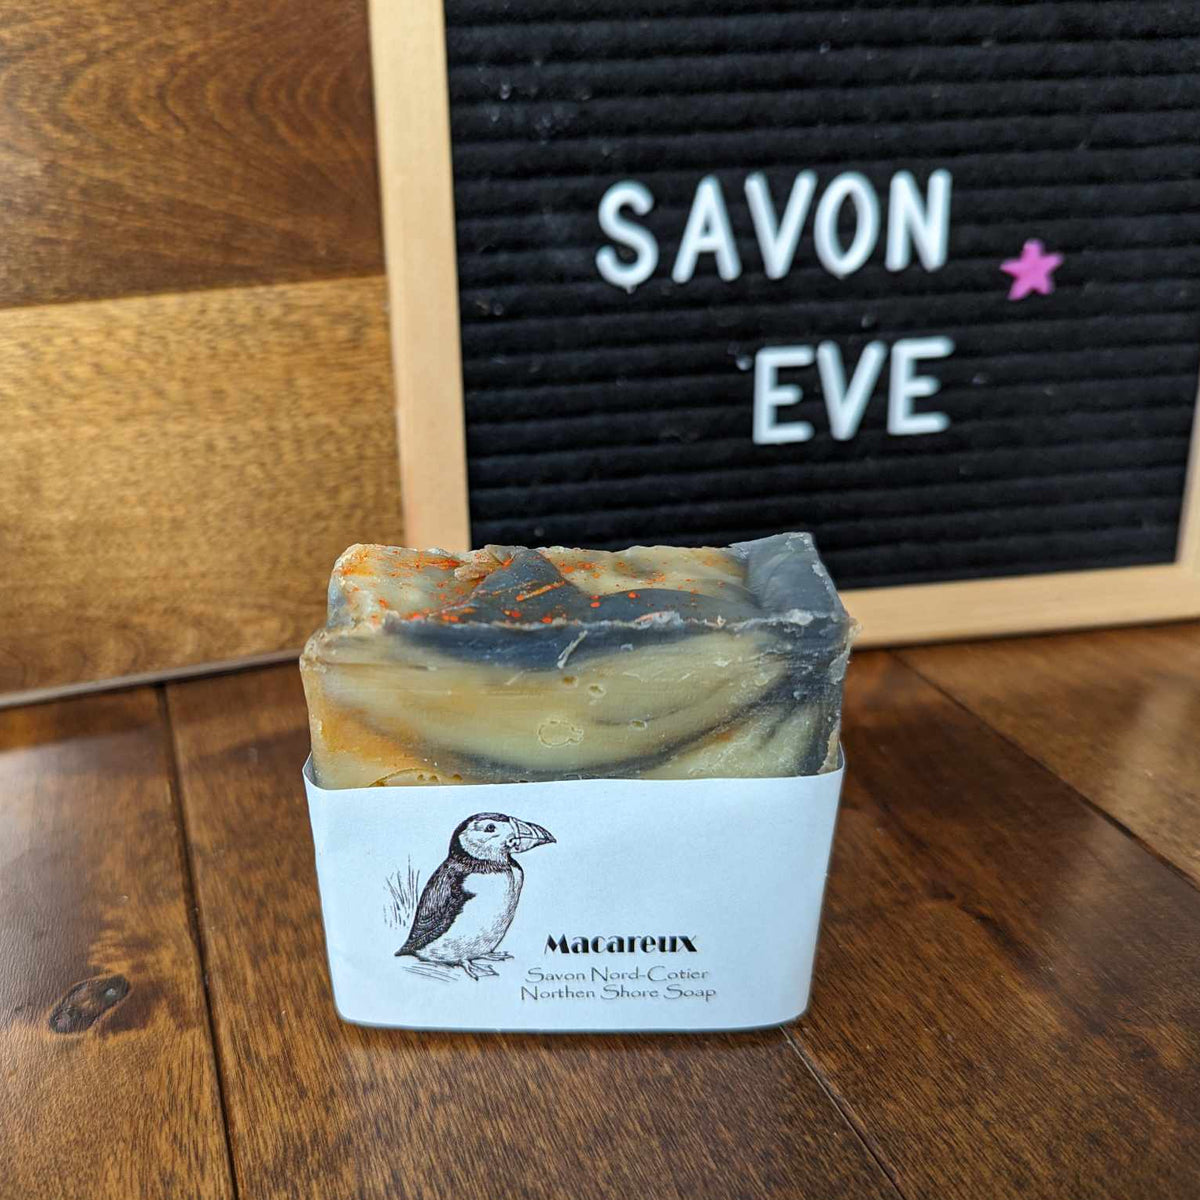 SAVON
EVE
Macareux
Savon Nord-Cotier
Northen Shore Soap